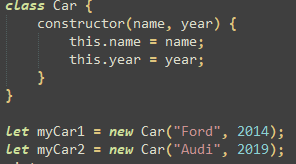 class Car {
    constructor(name, year) {
        this.name = name;
        this.year = year;
    }
}

let myCar1 = new Car("Ford", 2014);
let myCar2 = new Car("Audi", 2019);